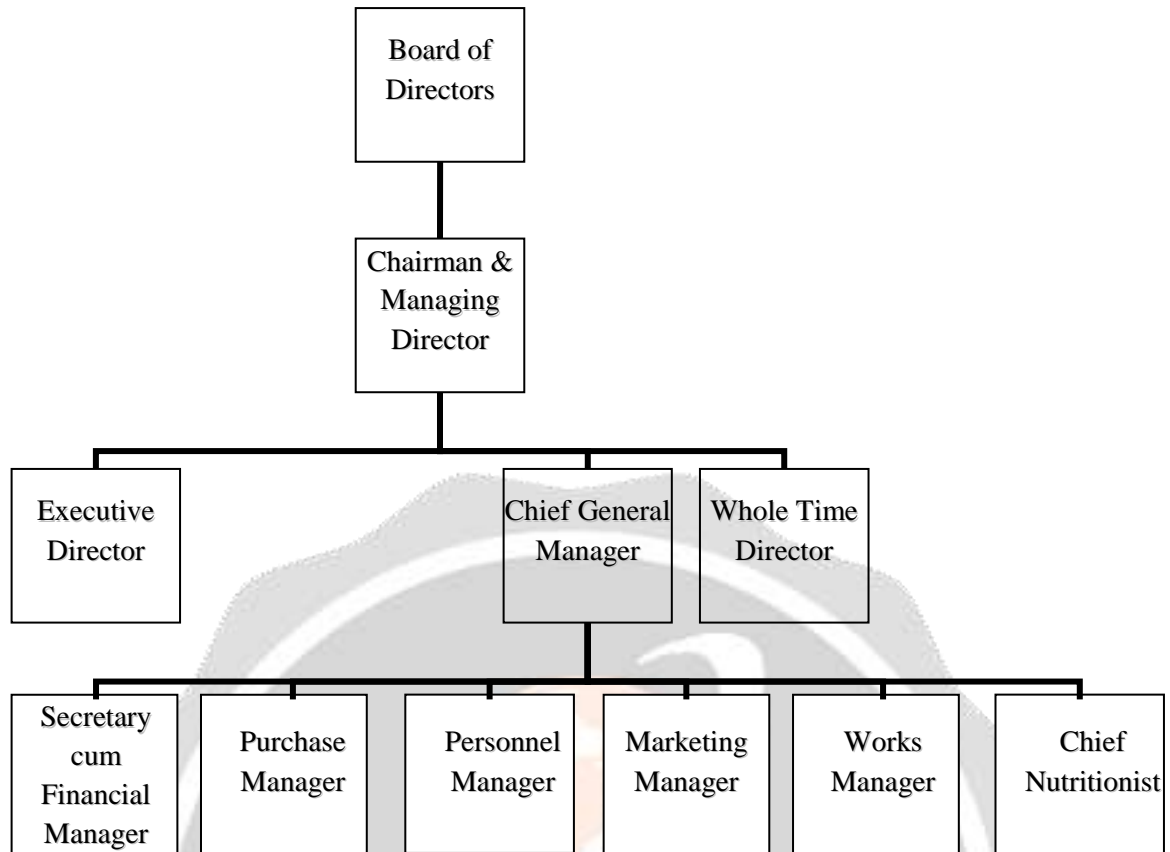 Board of
Directors
Chairman &
Managing
Director
Executive
Director
Chief General
Manager
Whole Time
Director
Secretary
cum
Financial
Manager
Purchase
Manager
Personnel
Manager
Marketing
Manager
Works
Manager
Chief
Nutritionist